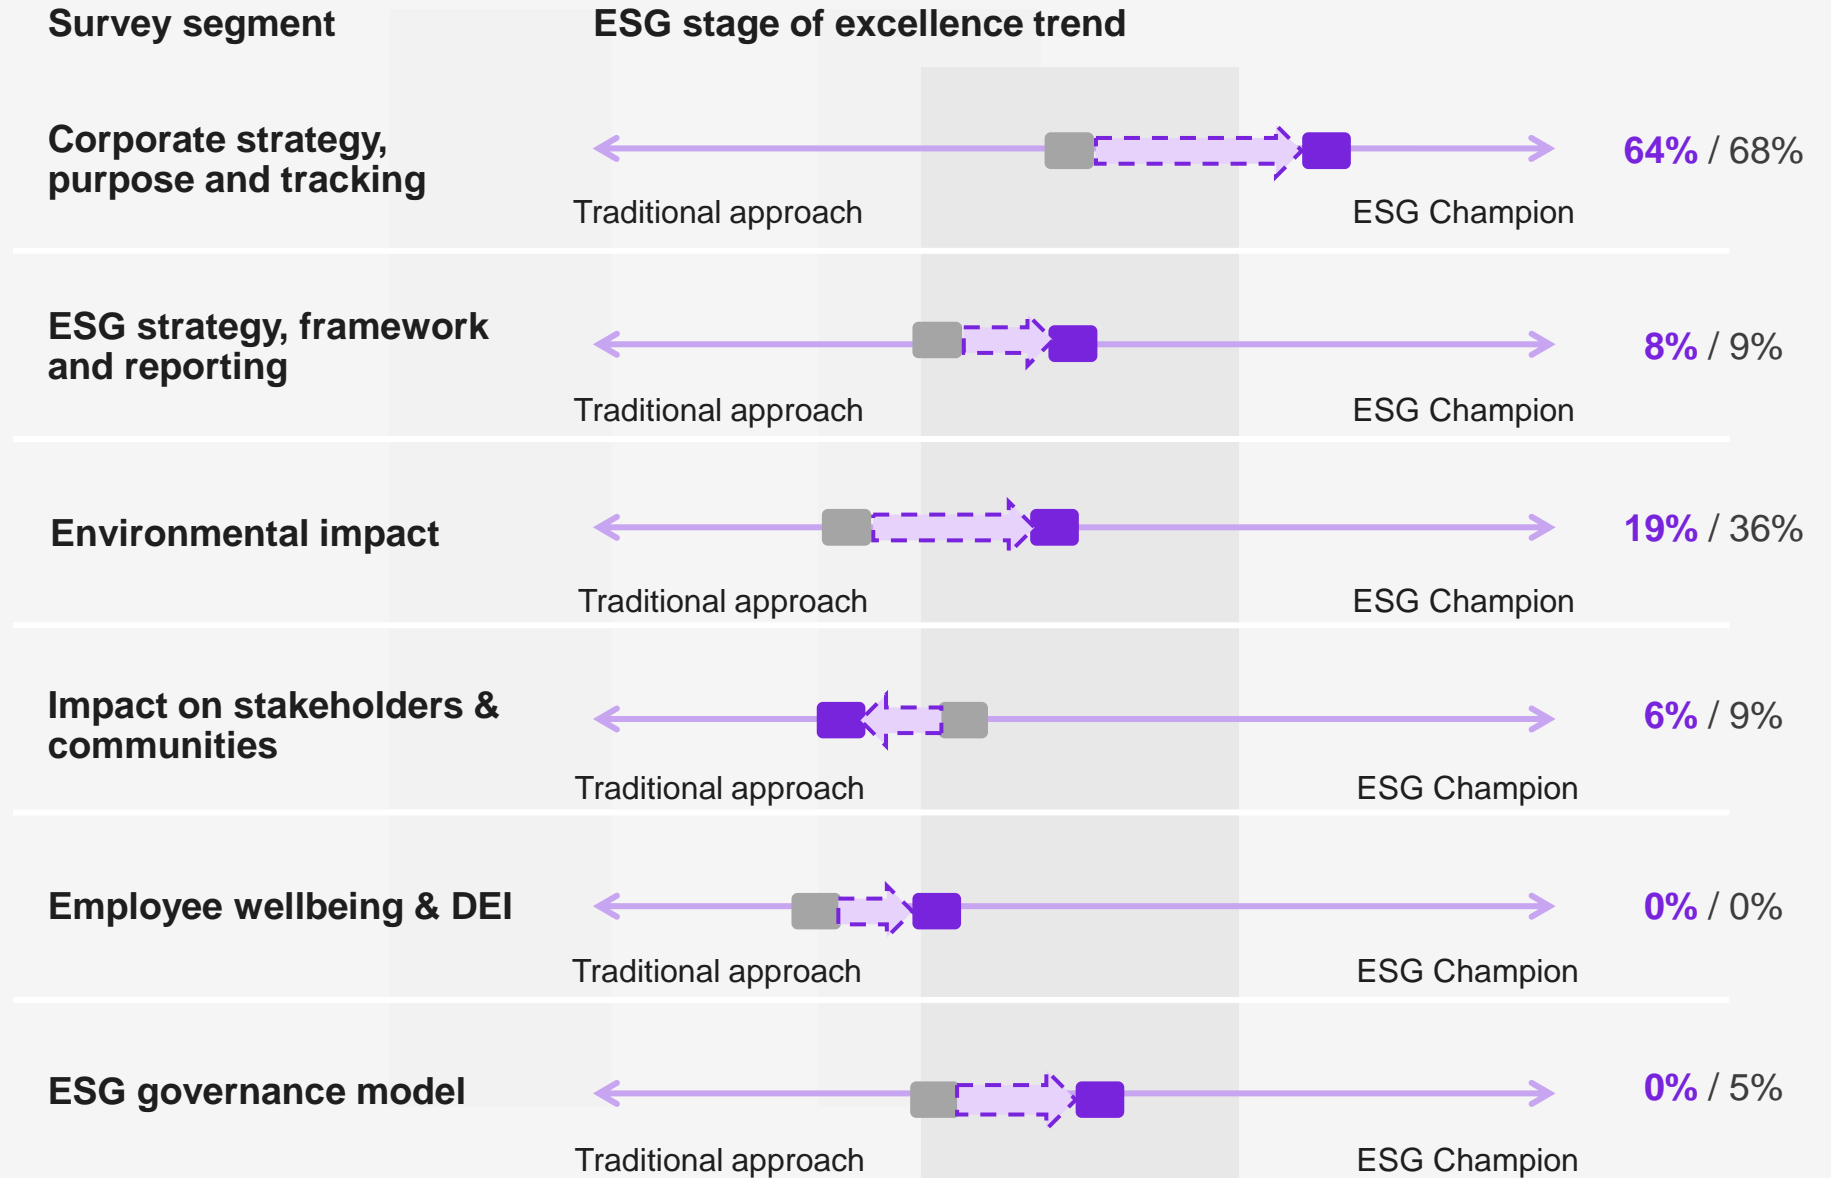 Survey segment
ESG stage of excellence trend
Corporate strategy,
purpose and tracking
64% / 68%
Traditional approach
ESG Champion
ESG strategy, framework
and reporting
8% / 9%
Traditional approach
ESG Champion
Environmental impact
19% / 36%
Traditional approach
ESG Champion
Impact on stakeholders &
communities
6% / 9%
Traditional approach
ESG Champion
Employee wellbeing & DEI
0% / 0%
Traditional approach
ESG Champion
ESG governance model
0% / 5%
Traditional approach
ESG Champion